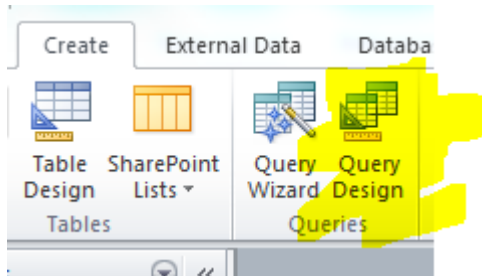 Create External Data Databa
Table SharePoint Query Query
Design Lists Wizard Design
Tables Queries